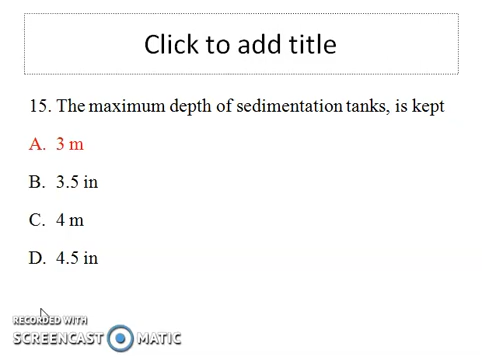 Click to add title
15. The maximum depth of sedimentation tanks, is kept
A. 3 m
B. 3.5 in
C. 4 m
D. 4.5 in
RECORDED WITH
SCREENCAST MATIC